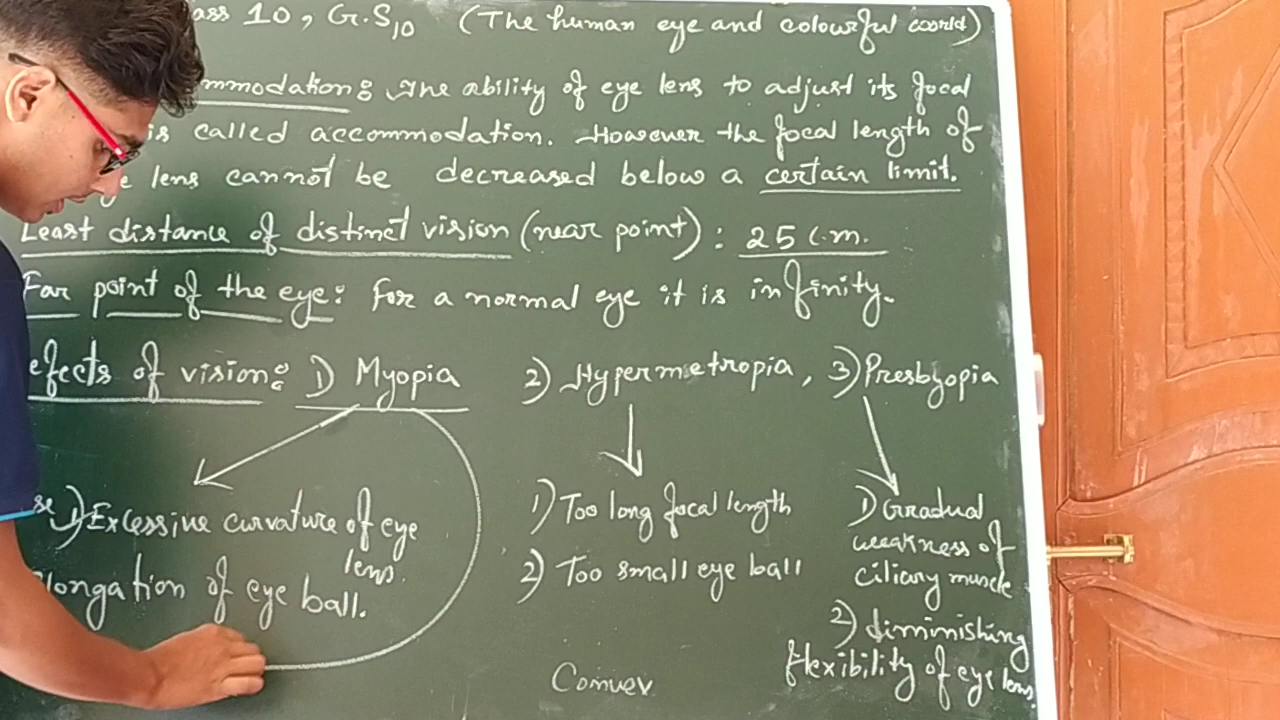 ass 10, G.S10 (The human eye and colourful world)
mmodation: The ability of eye lens to adjust its focal
is called accommodation. However the focal length of
e lens cannot be decreased below a certain limit.
Least distance of distinct vision (near point): 25 c.m.
Far point of the eye: for a normal eye it is infinity.
efects of vision: 1) Myopia 2) Hypermetropia, 3) Presbyopia
se 1) Excessive curvature of eye
lens.
longation of eye ball.
1) Too long focal length
2) Too small eye ball
1) Gradual
weakness of
ciliary muscle
2) diminishing
flexibility of eye lens.
Convex